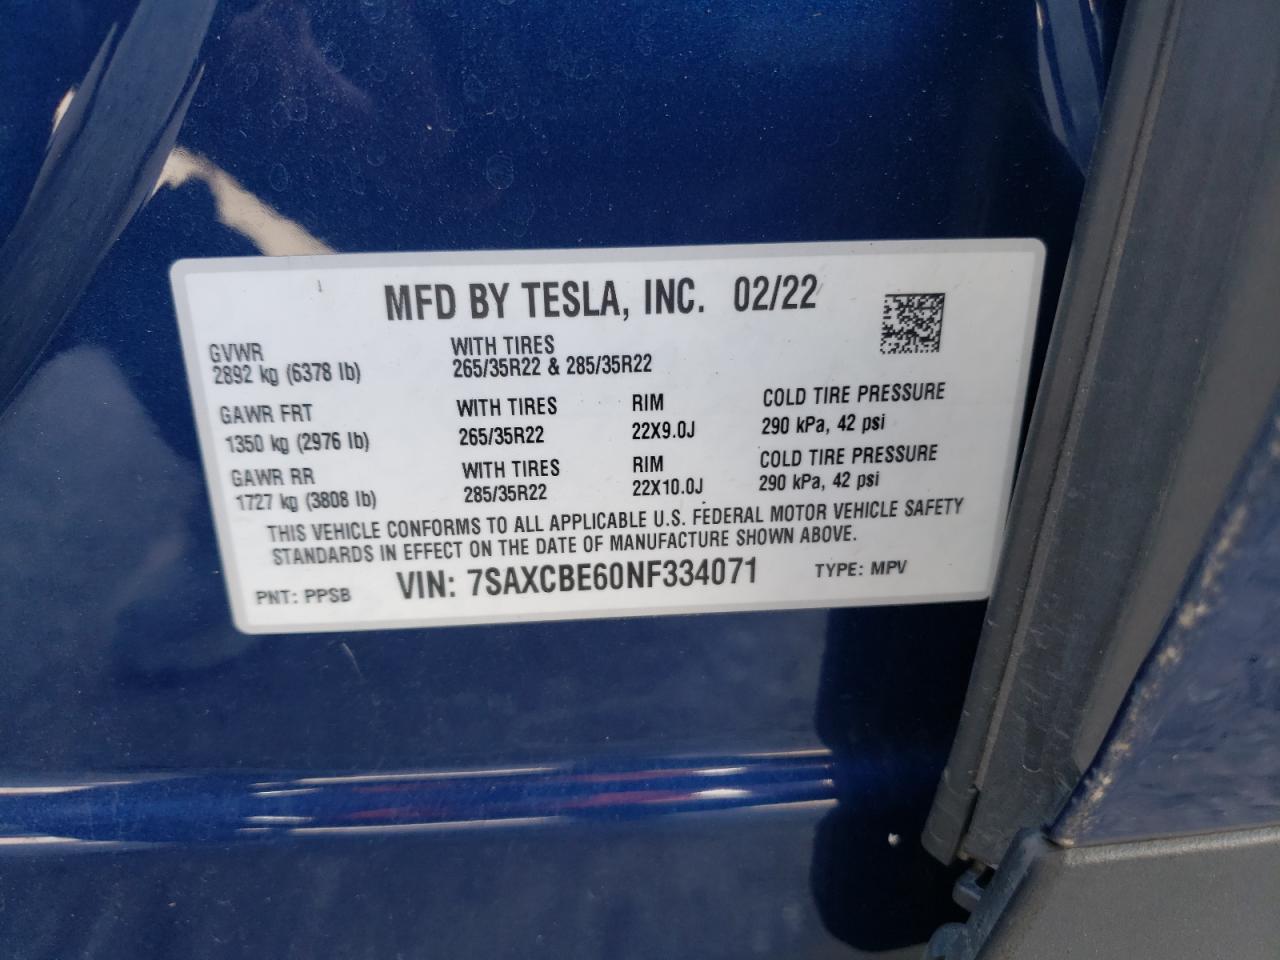 MFD BY TESLA, INC. 02/22
GVWR
2892 kg (6378 lb)
WITH TIRES
265/35R22 & 285/35R22
GAWR FRT
1350 kg (2976 lb)
WITH TIRES
265/35R22
RIM
22X9.0J
COLD TIRE PRESSURE
290 kPa, 42 psi
GAWR RR
1727 kg (3808 lb)
WITH TIRES
285/35R22
RIM
22X10.0J
COLD TIRE PRESSURE
290 kPa, 42 psi
THIS VEHICLE CONFORMS TO ALL APPLICABLE U.S. FEDERAL MOTOR VEHICLE SAFETY
STANDARDS IN EFFECT ON THE DATE OF MANUFACTURE SHOWN ABOVE.
PNT: PPSB VIN: 7SAXCBE60NF334071 TYPE: MPV